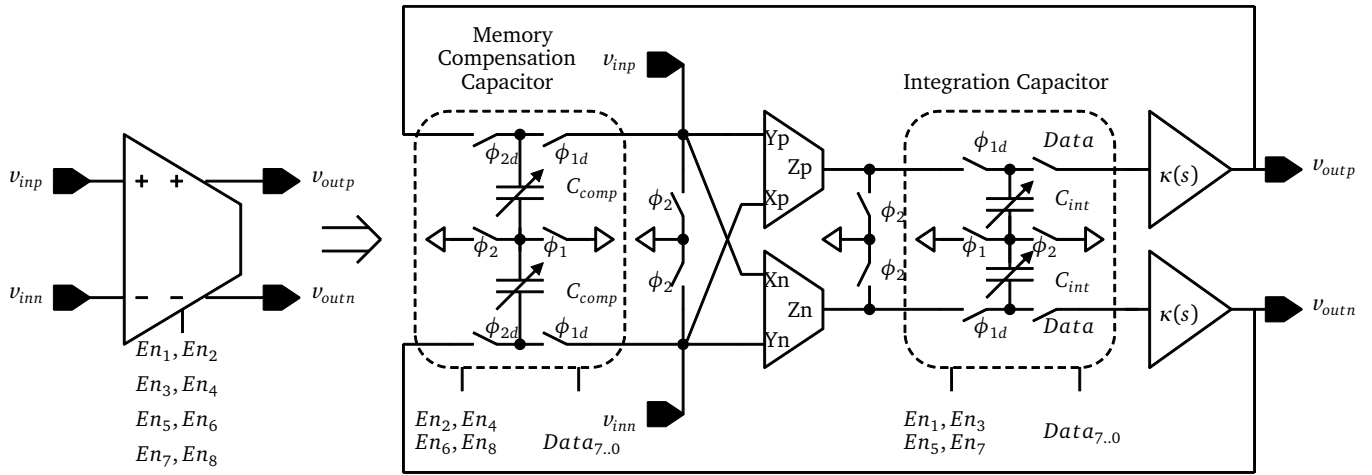 v_inp
+ +
v_outp
v_inn
− −
v_outn
En_1, En_2
En_3, En_4
En_5, En_6
En_7, En_8
Memory
Compensation
Capacitor
v_inp
Integration Capacitor
ϕ_2d
ϕ_1d
C_comp
ϕ_2
ϕ_1
C_comp
ϕ_2d
ϕ_1d
En_2, En_4
En_6, En_8
Data_7..0
ϕ_2
ϕ_2
v_inn
Yp
Zp
Xp
Xn
Zn
Yn
ϕ_2
ϕ_2
ϕ_1d
Data
C_int
ϕ_1
ϕ_2
C_int
ϕ_1d
Data
En_1, En_3
En_5, En_7
Data_7..0
κ(s)
v_outp
κ(s)
v_outn